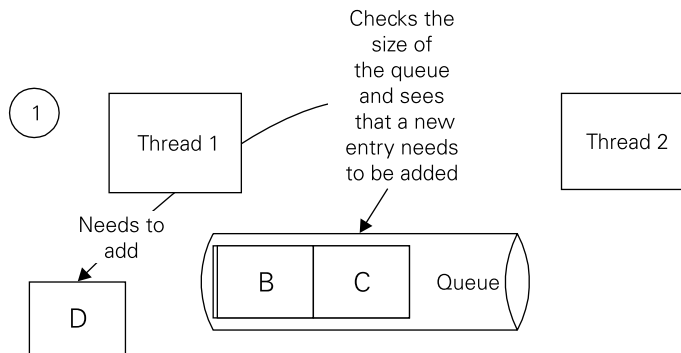 Checks the
size of
the queue
and sees
that a new
entry needs
to be added
1
Thread 1
Thread 2
Needs to
add
B
C
Queue
D